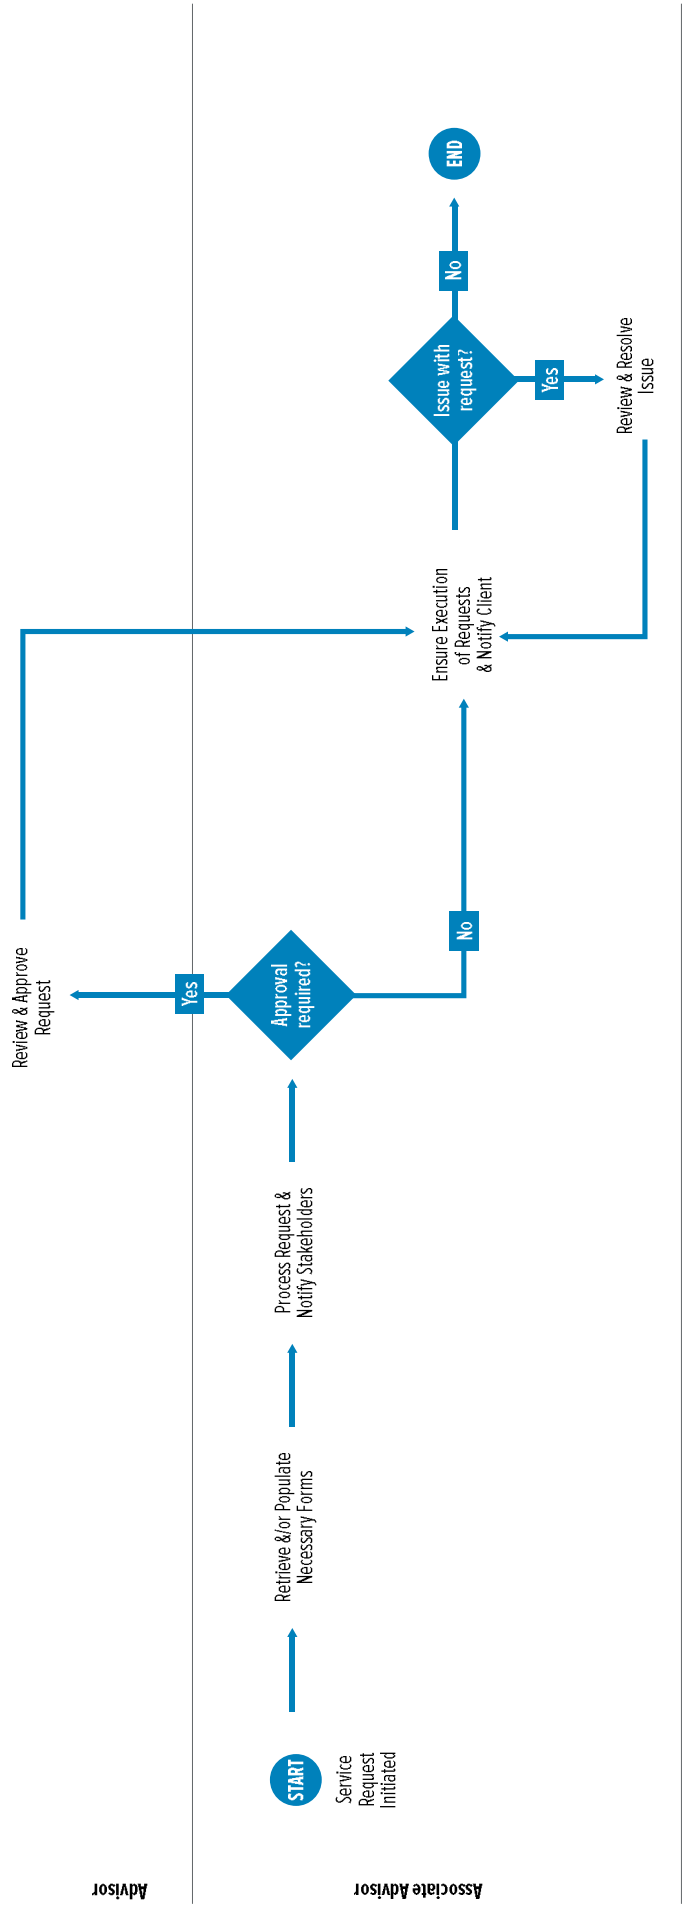 Advisor
Review & Approve
Request
Associate Advisor
START
Service
Request
Initiated
Retrieve &/or Populate
Necessary Forms
Process Request &
Notify Stakeholders
Approval
required?
Yes
No
Ensure Execution
of Requests
& Notify Client
Issue with
request?
No
END
Yes
Review & Resolve
Issue